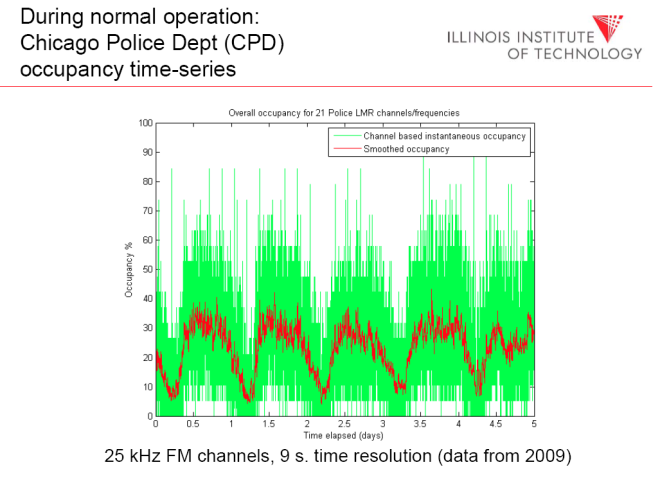 During normal operation:
Chicago Police Dept (CPD)
occupancy time-series
ILLINOIS INSTITUTE
OF TECHNOLOGY
Overall occupancy for 21 Police LMR channels/frequencies
Channel based instantaneous occupancy
Smoothed occupancy
100
90
80
70
60
50
40
30
20
10
0
Occupancy %
0 0.5 1 1.5 2 2.5 3 3.5 4 4.5 5
Time elapsed (days)
25 kHz FM channels, 9 s. time resolution (data from 2009)